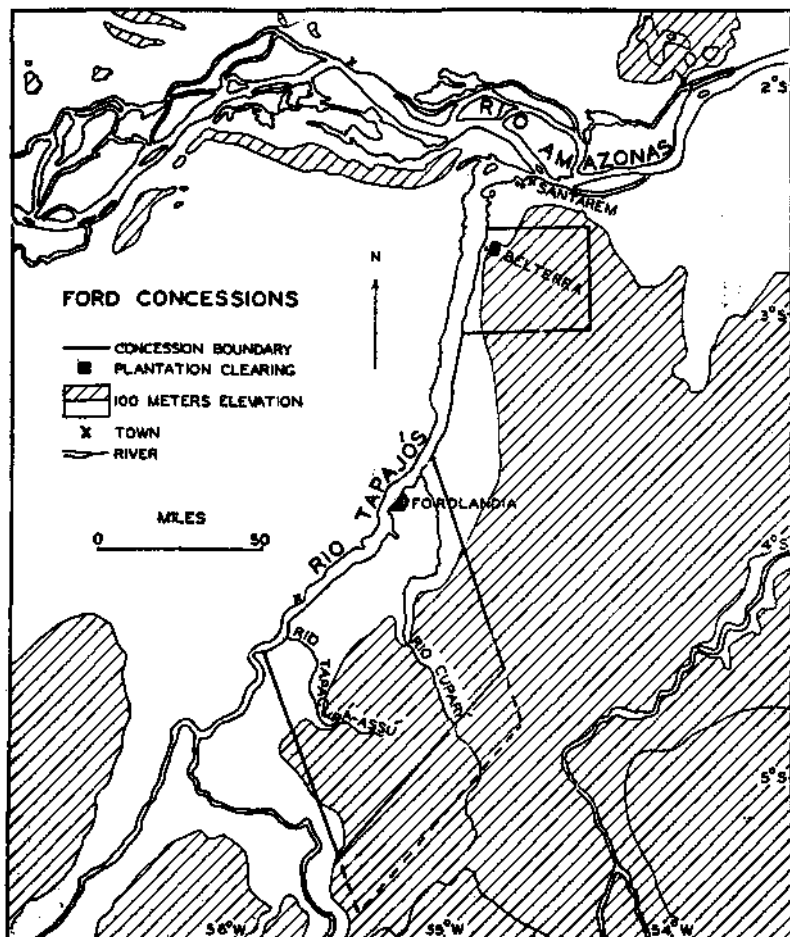 RIO
AMAZONAS
2°S
SANTAREM
BELTERRA
N
FORD CONCESSIONS
3°S
CONCESSION BOUNDARY
PLANTATION CLEARING
100 METERS ELEVATION
X TOWN
RIVER
RIO TAPAJOS
FORDLANDIA
MILES
0 50
4°S
RIO
RIO CUPARI
5°S
55°W
54°W